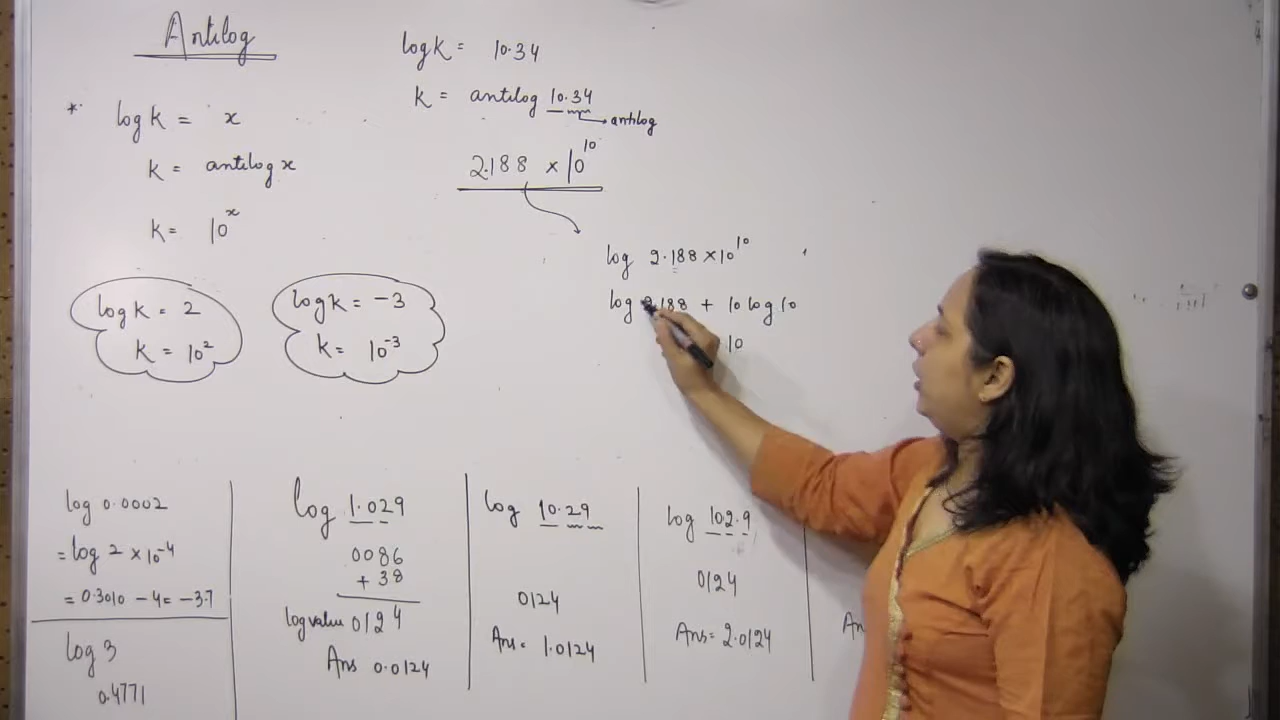 Antilog
* log k = x
k = antilog x
k = 10^x
log k = 2
k = 10^2
log k = -3
k = 10^-3
log k = 10.34
k = antilog 10.34
antilog
2.188 × 10^10
log 2.188 × 10^10
log 2.188 + 10 log 10
10
log 0.0002
= log 2 × 10^-4
= 0.3010 - 4 = -3.7
log 3
0.4771
log 1.029
0086
+ 38
log value 0124
Ans 0.0124
log 10.29
0124
Ans = 1.0124
log 102.9
0124
Ans = 2.0124
An